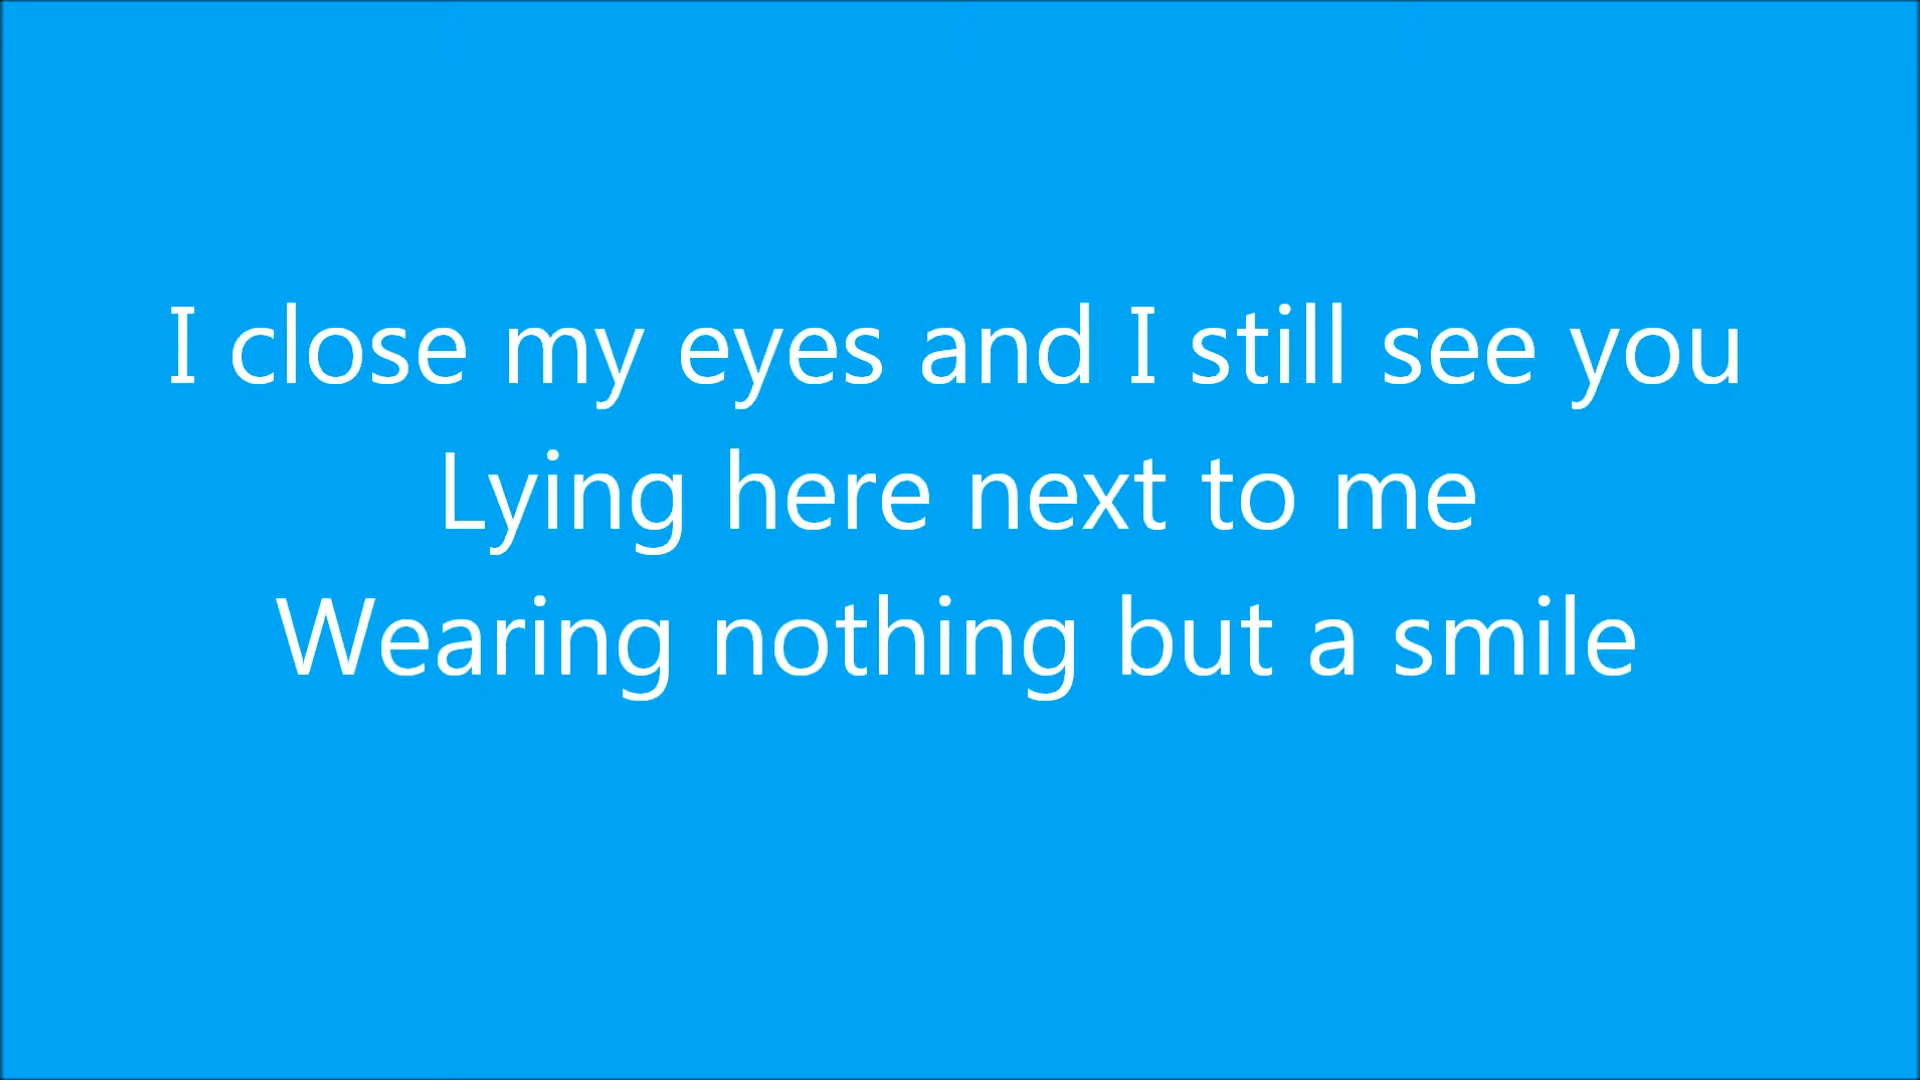 I close my eyes and I still see you
Lying here next to me
Wearing nothing but a smile